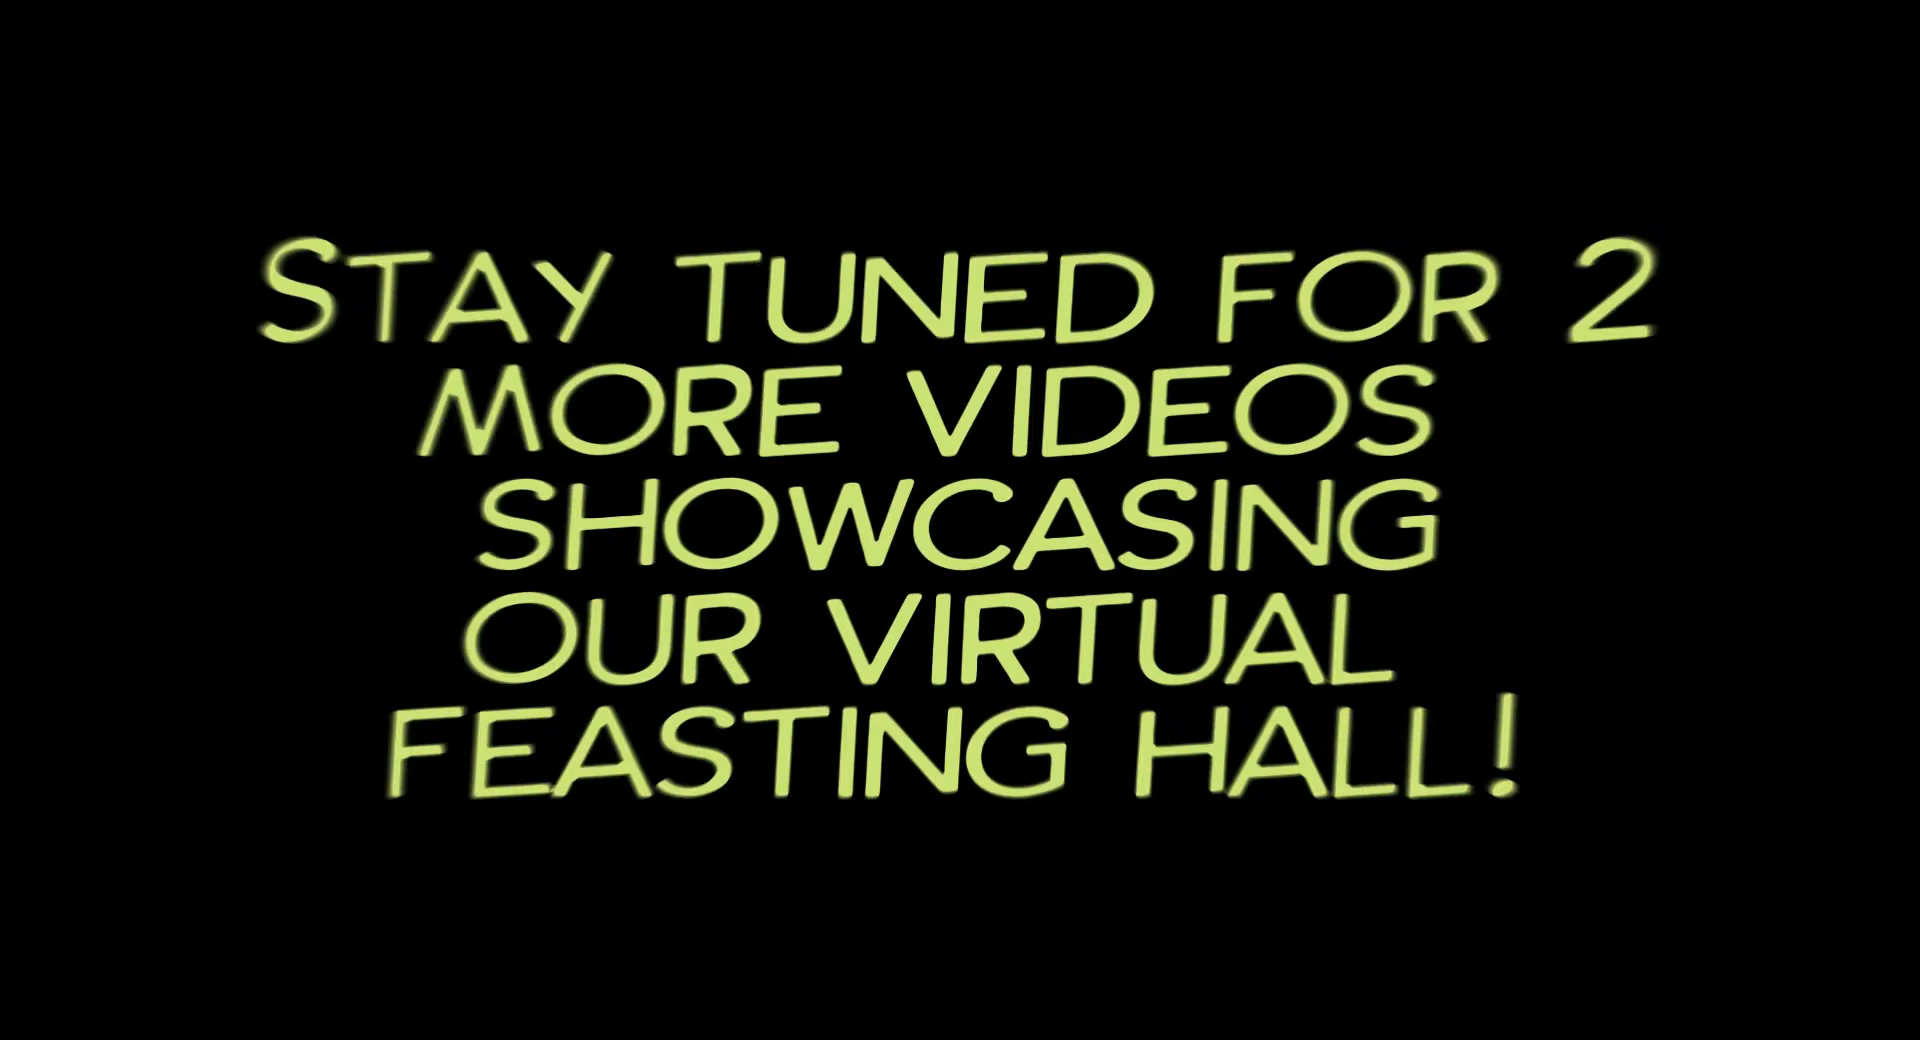 Stay tuned for 2
more videos
showcasing
our virtual
feasting hall!